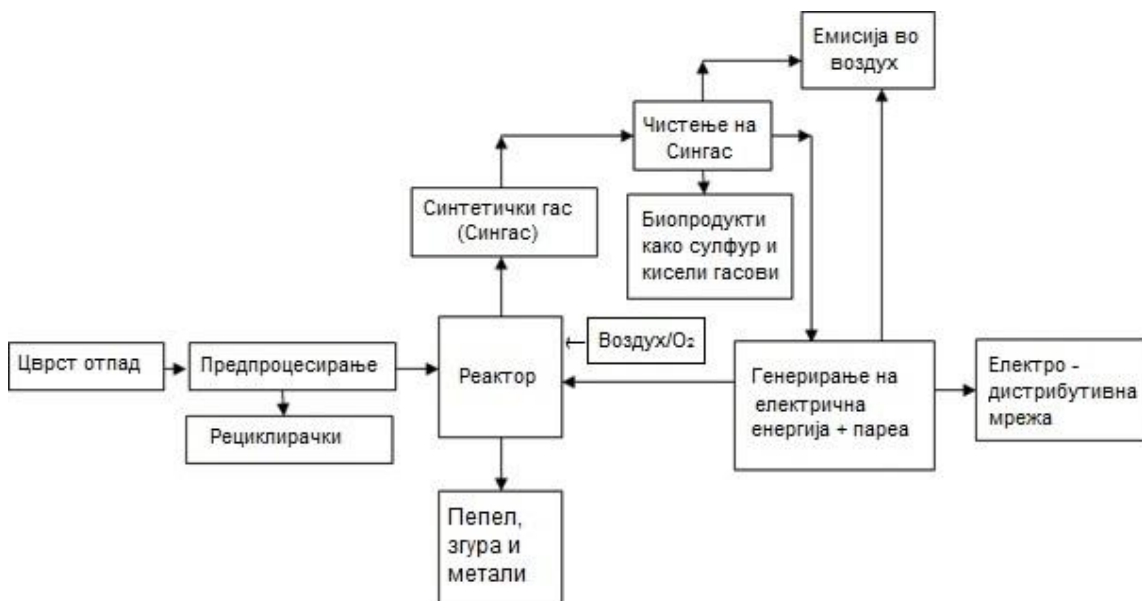 Емисија во
воздух
Чистење на
Сингас
Синтетички гас
(Сингас)
Биопродукти
како сулфур и
кисели гасови
Цврст отпад
Предпроцесирање
Реактор
Воздух/O₂
Генерирање на
електрична
енергија + пареа
Електро -
дистрибутивна
мрежа
Рециклирачки
Пепел,
згура и
метали